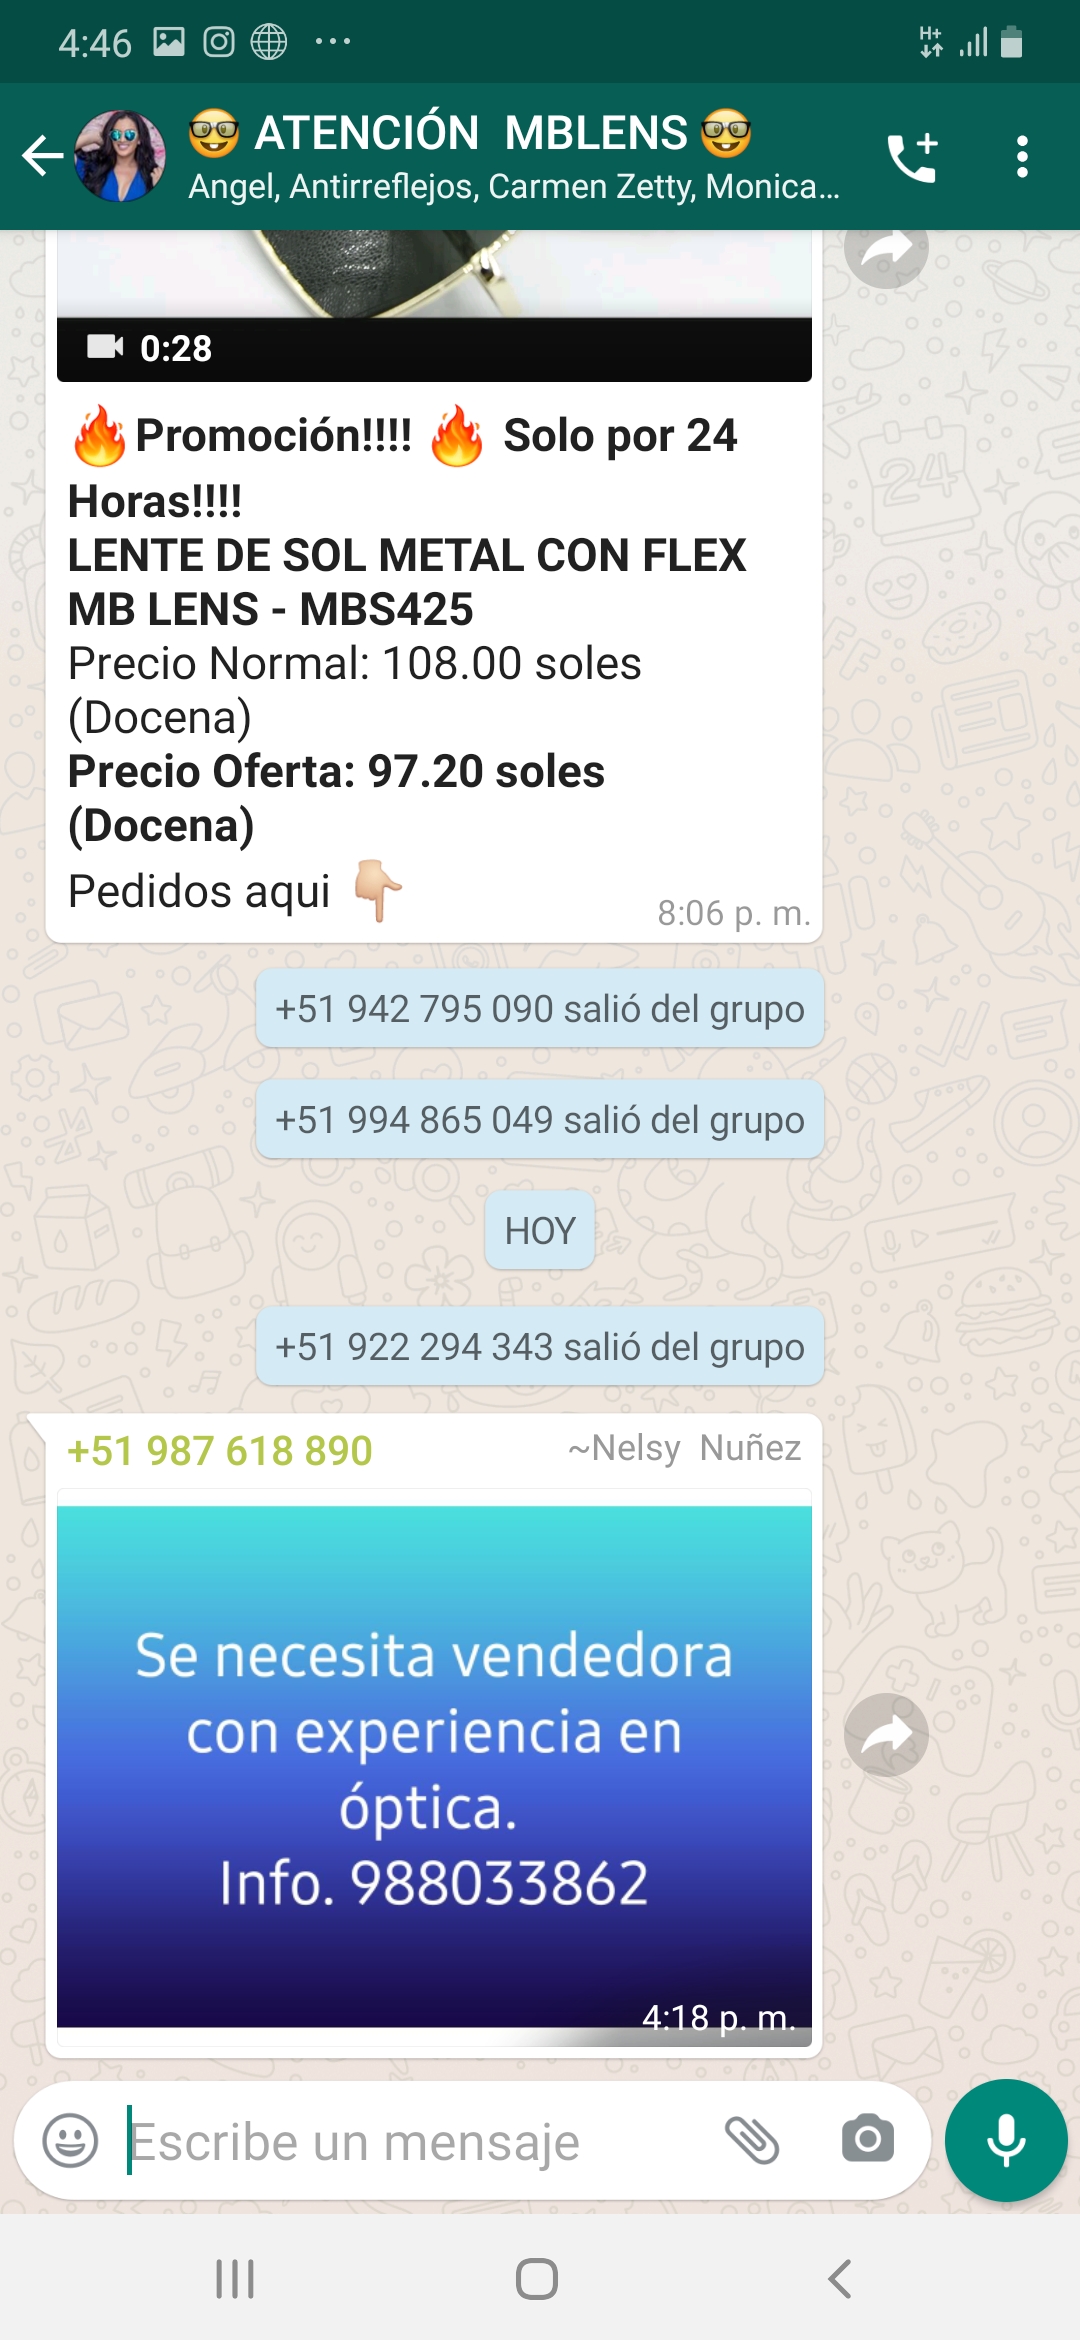 4:46
H+
🤓 ATENCIÓN MBLENS 🤓
Angel, Antirreflejos, Carmen Zetty, Monica...
0:28
🔥Promoción!!!! 🔥 Solo por 24
Horas!!!!
LENTE DE SOL METAL CON FLEX
MB LENS - MBS425
Precio Normal: 108.00 soles
(Docena)
Precio Oferta: 97.20 soles
(Docena)
Pedidos aqui 👇🏼
8:06 p. m.
+51 942 795 090 salió del grupo
+51 994 865 049 salió del grupo
HOY
+51 922 294 343 salió del grupo
+51 987 618 890 ~Nelsy Nuñez
Se necesita vendedora
con experiencia en
óptica.
Info. 988033862
4:18 p. m.
Escribe un mensaje